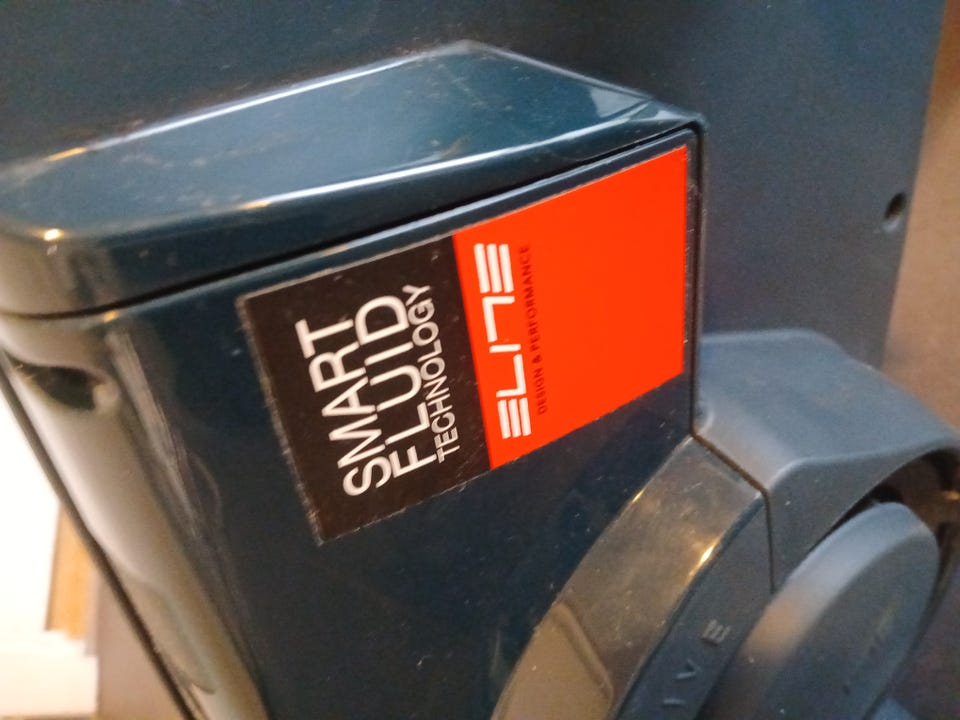 SMART
FLUID
TECHNOLOGY
ELITE
DESIGN & PERFORMANCE